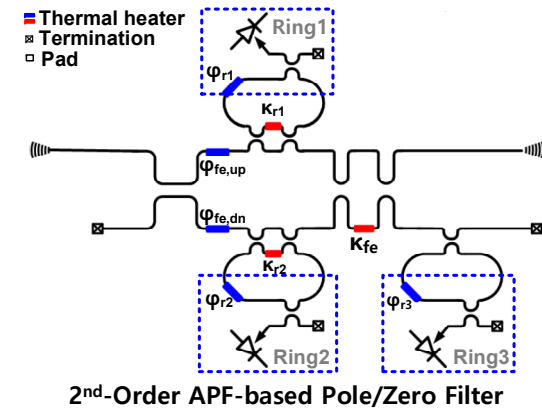 Thermal heater
Termination
Pad
Ring1
φr1
κr1
φfe,up
φfe,dn
κr2
κfe
φr2
φr3
Ring2
Ring3
2nd-Order APF-based Pole/Zero Filter